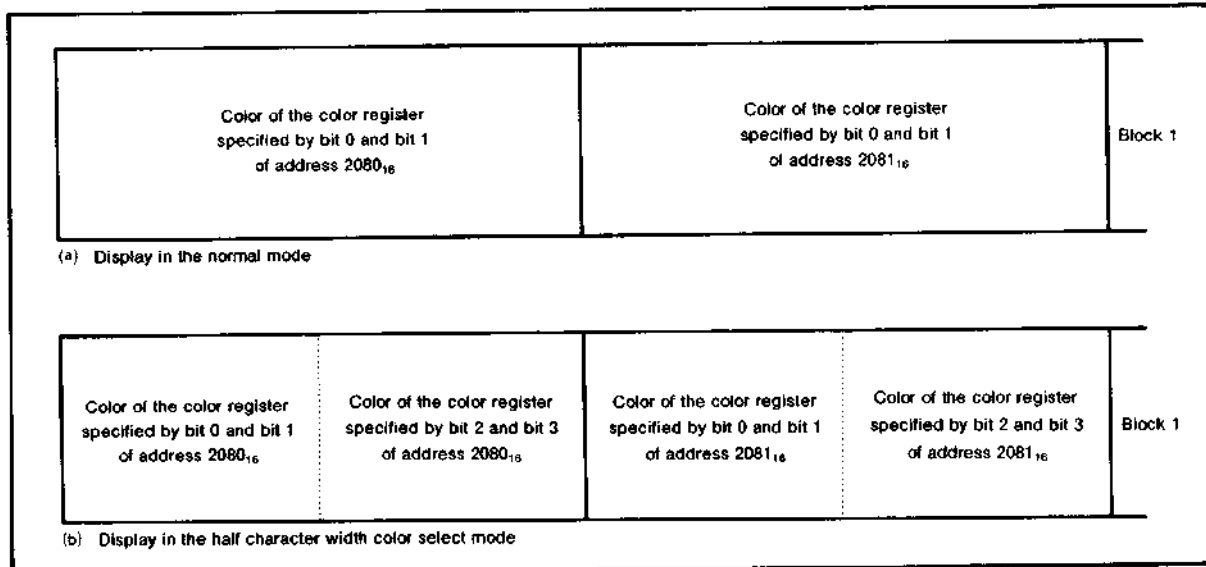 Color of the color register
specified by bit 0 and bit 1
of address 2080₁₆
Color of the color register
specified by bit 0 and bit 1
of address 2081₁₆
Block 1
(a) Display in the normal mode
Color of the color register
specified by bit 0 and bit 1
of address 2080₁₆
Color of the color register
specified by bit 2 and bit 3
of address 2080₁₆
Color of the color register
specified by bit 0 and bit 1
of address 2081₁₆
Color of the color register
specified by bit 2 and bit 3
of address 2081₁₆
Block 1
(b) Display in the half character width color select mode